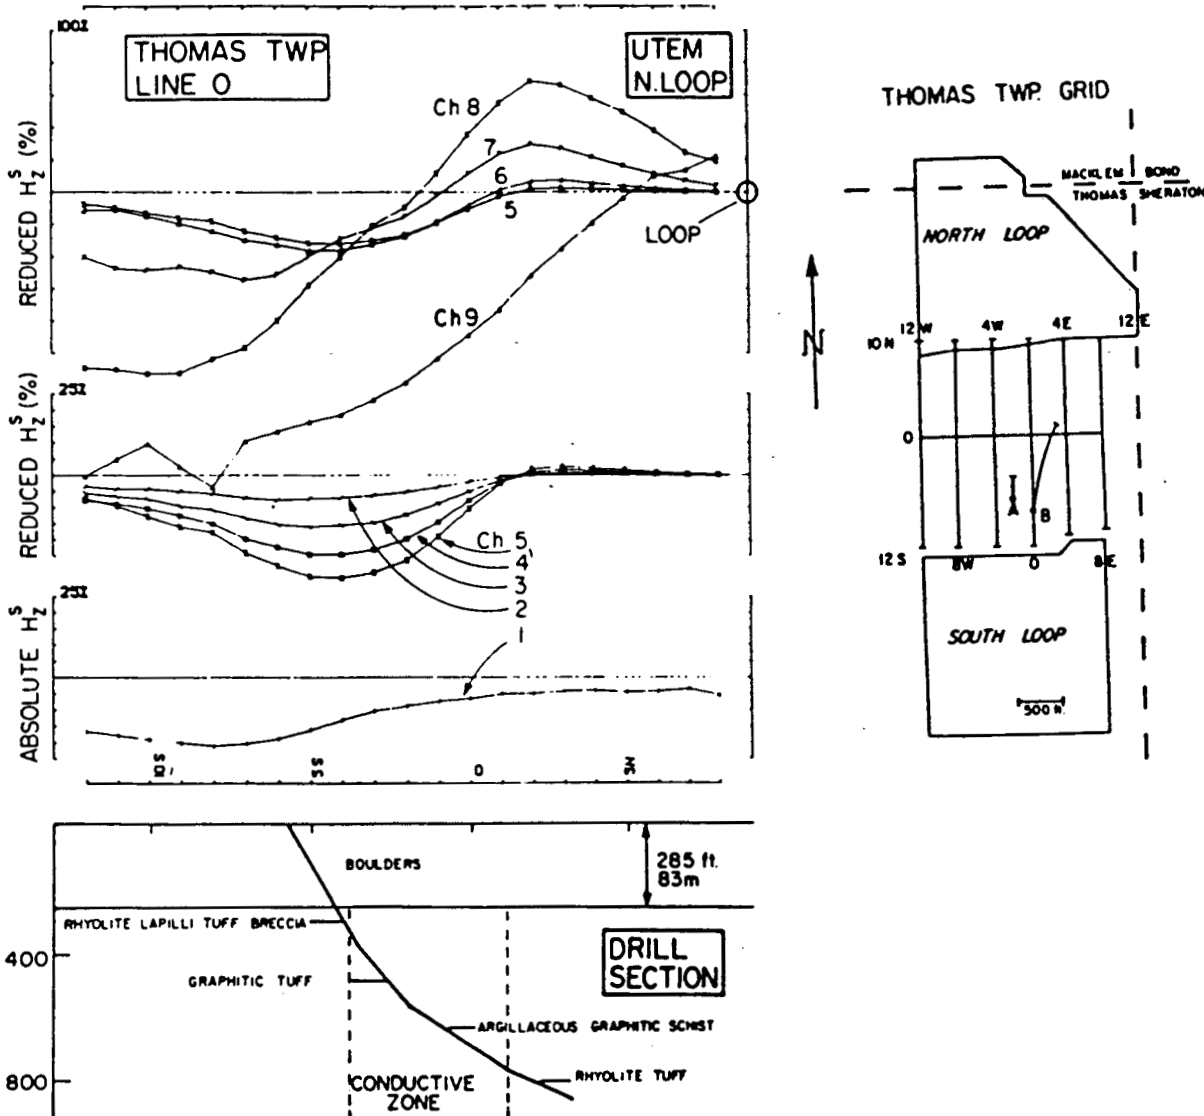 100%
THOMAS TWP
LINE 0
UTEM
N. LOOP
Ch 8
7
6
5
LOOP
Ch 9
REDUCED H_z^S (%)
25%
REDUCED H_z^S (%)
Ch 5
4
3
2
1
25%
ABSOLUTE H_z^S
10S
5S
0
5N
BOULDERS
285 ft.
83m
RHYOLITE LAPILLI TUFF BRECCIA
400
GRAPHITIC TUFF
DRILL
SECTION
ARGILLACEOUS GRAPHITIC SCHIST
800
CONDUCTIVE
ZONE
RHYOLITE TUFF
THOMAS TWP. GRID
MACKLEM BOND
THOMAS SHERATON
NORTH LOOP
N
12 W
4W
4E
12 E
10 N
0
A
B
12 S
8W
0
8 E
SOUTH LOOP
500 ft.